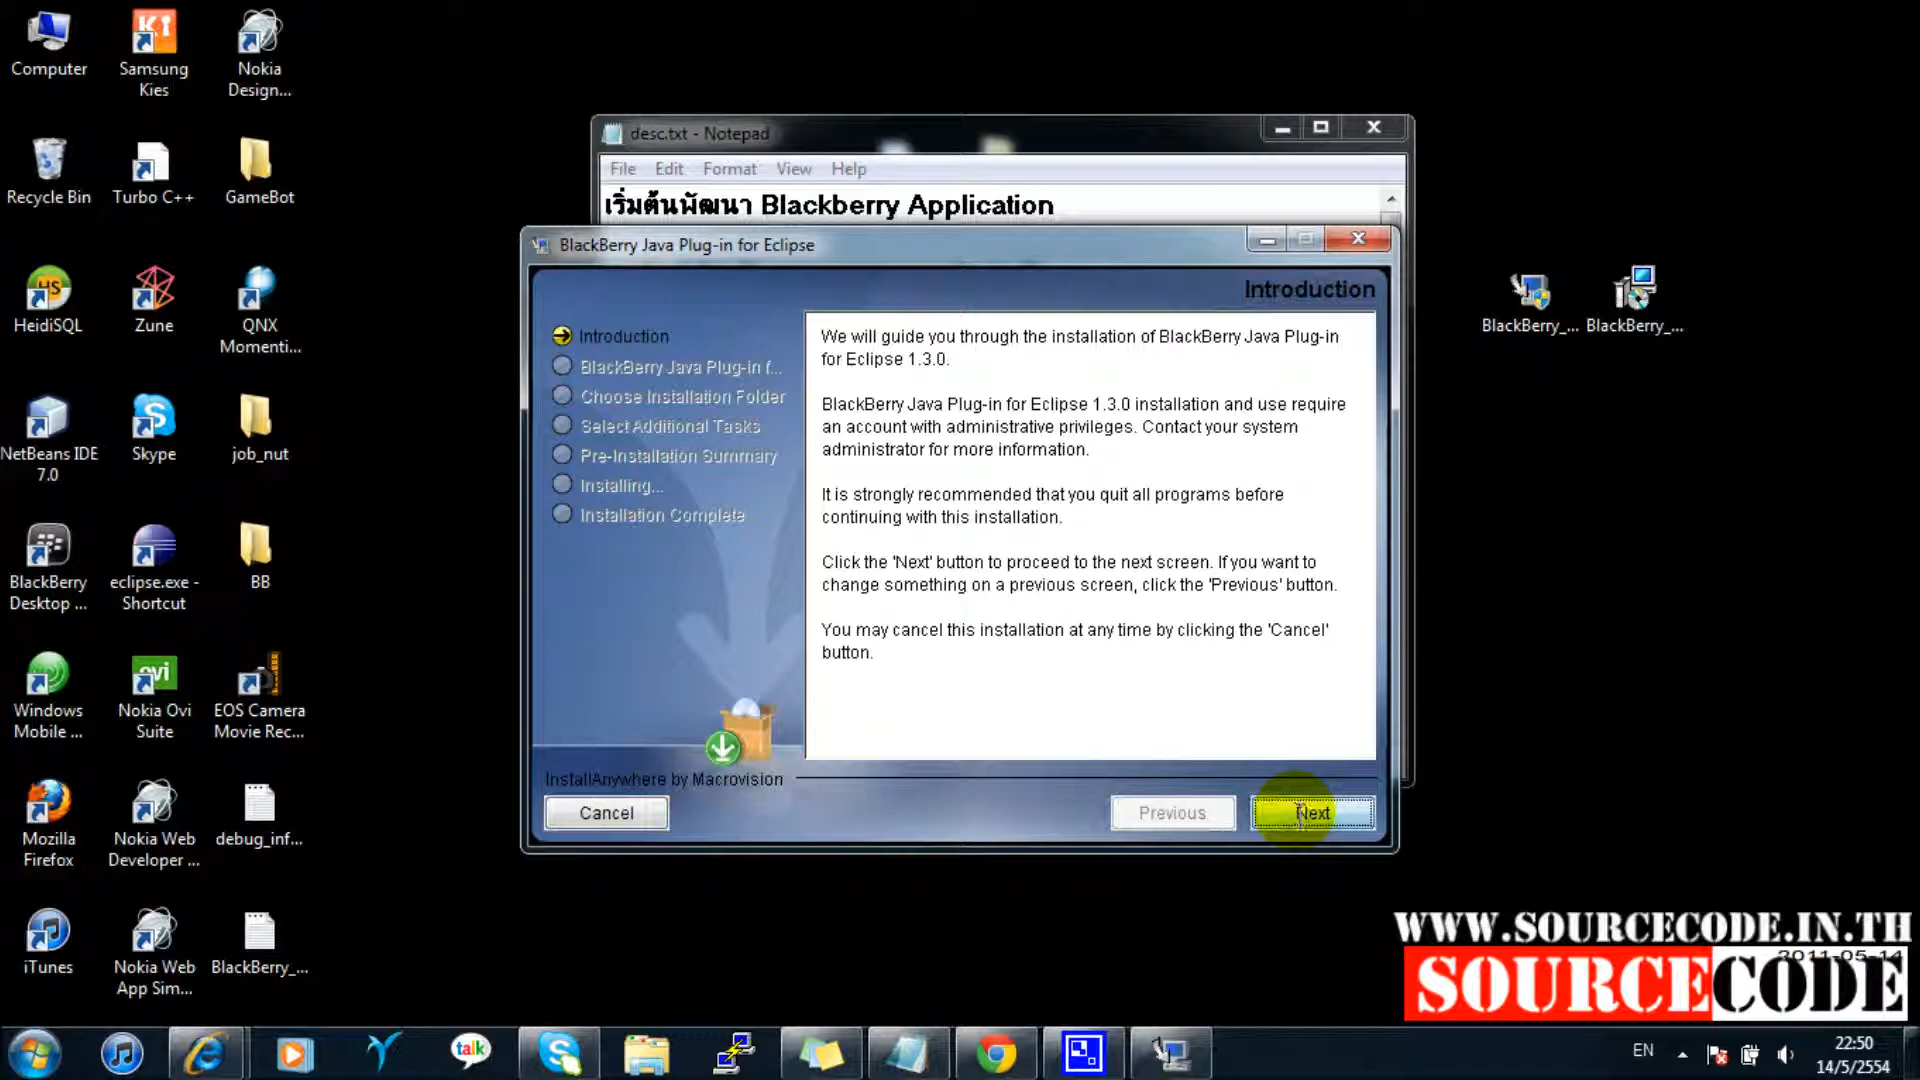 Computer
Samsung
Kies
Nokia
Design...
Recycle Bin
Turbo C++
GameBot
HeidiSQL
Zune
QNX
Momenti...
NetBeans IDE
7.0
Skype
job_nut
BlackBerry
Desktop ...
eclipse.exe -
Shortcut
BB
Windows
Mobile ...
ovi
Nokia Ovi
Suite
EOS Camera
Movie Rec...
Mozilla
Firefox
Nokia Web
Developer ...
debug_inf...
iTunes
Nokia Web
App Sim...
BlackBerry_...
desc.txt - Notepad
File Edit Format View Help
เริ่มต้นพัฒนา Blackberry Application
BlackBerry Java Plug-in for Eclipse
Introduction
Introduction
BlackBerry Java Plug-in f...
Choose Installation Folder
Select Additional Tasks
Pre-Installation Summary
Installing...
Installation Complete
We will guide you through the installation of BlackBerry Java Plug-in
for Eclipse 1.3.0.
BlackBerry Java Plug-in for Eclipse 1.3.0 installation and use require
an account with administrative privileges. Contact your system
administrator for more information.
It is strongly recommended that you quit all programs before
continuing with this installation.
Click the 'Next' button to proceed to the next screen. If you want to
change something on a previous screen, click the 'Previous' button.
You may cancel this installation at any time by clicking the 'Cancel'
button.
InstallAnywhere by Macrovision
Cancel
Previous
Next
BlackBerry_...
BlackBerry_...
WWW.SOURCECODE.IN.TH
2011-05-14
SOURCECODE
talk
EN
22:50
14/5/2554